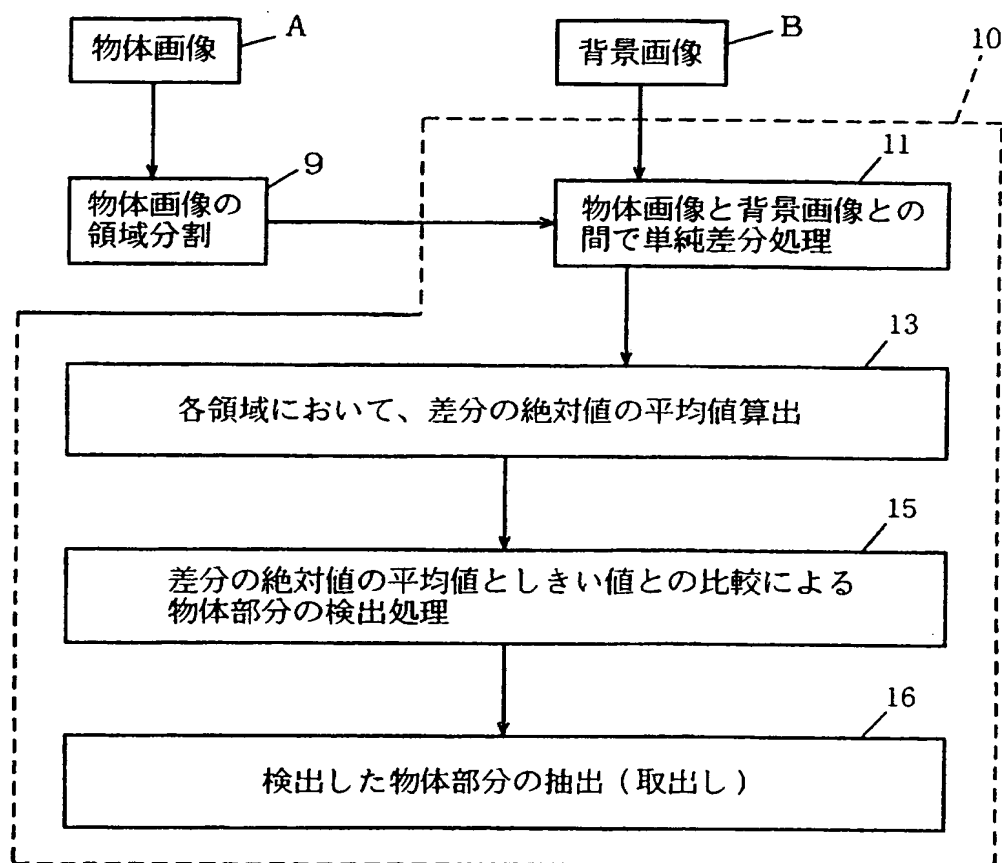 A
物体画像
B
背景画像
10
9
物体画像の
領域分割
11
物体画像と背景画像との
間で単純差分処理
13
各領域において、差分の絶対値の平均値算出
15
差分の絶対値の平均値としきい値との比較による
物体部分の検出処理
16
検出した物体部分の抽出（取出し）